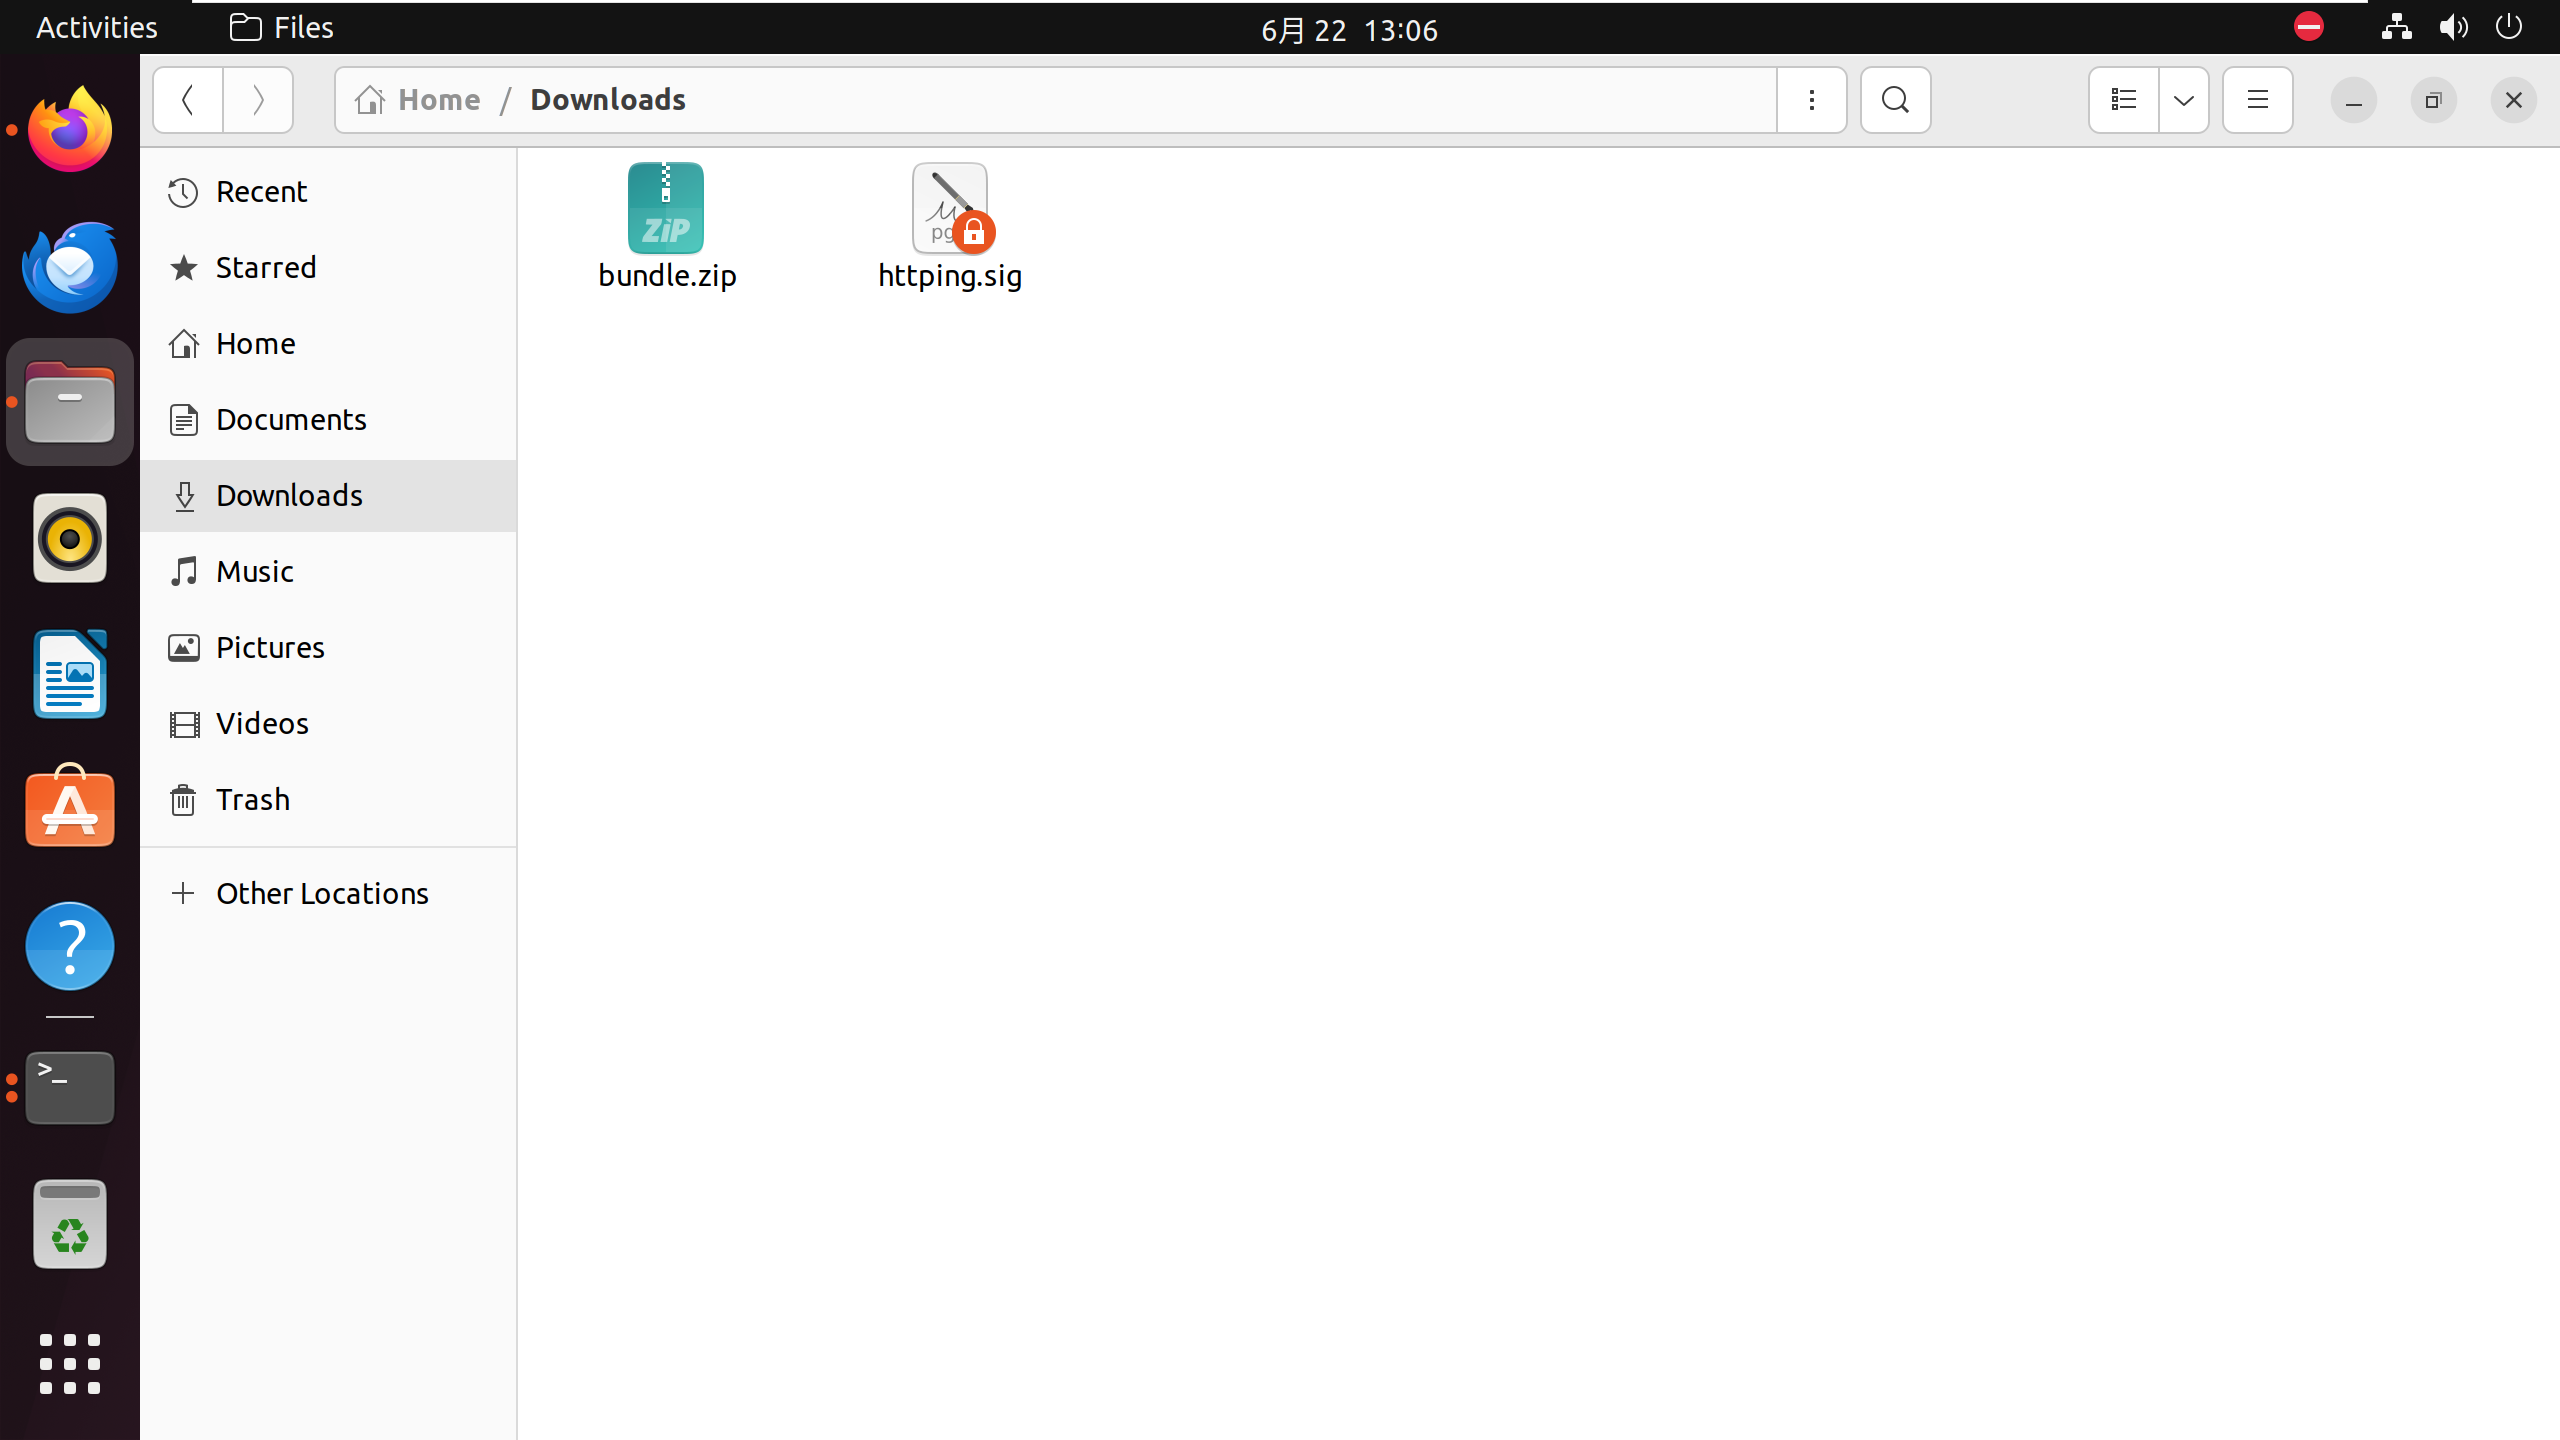 Activities
Files
6月 22 13:06
Home / Downloads
Recent
Starred
Home
Documents
Downloads
Music
Pictures
Videos
Trash
Other Locations
ZiP
bundle.zip
httping.sig